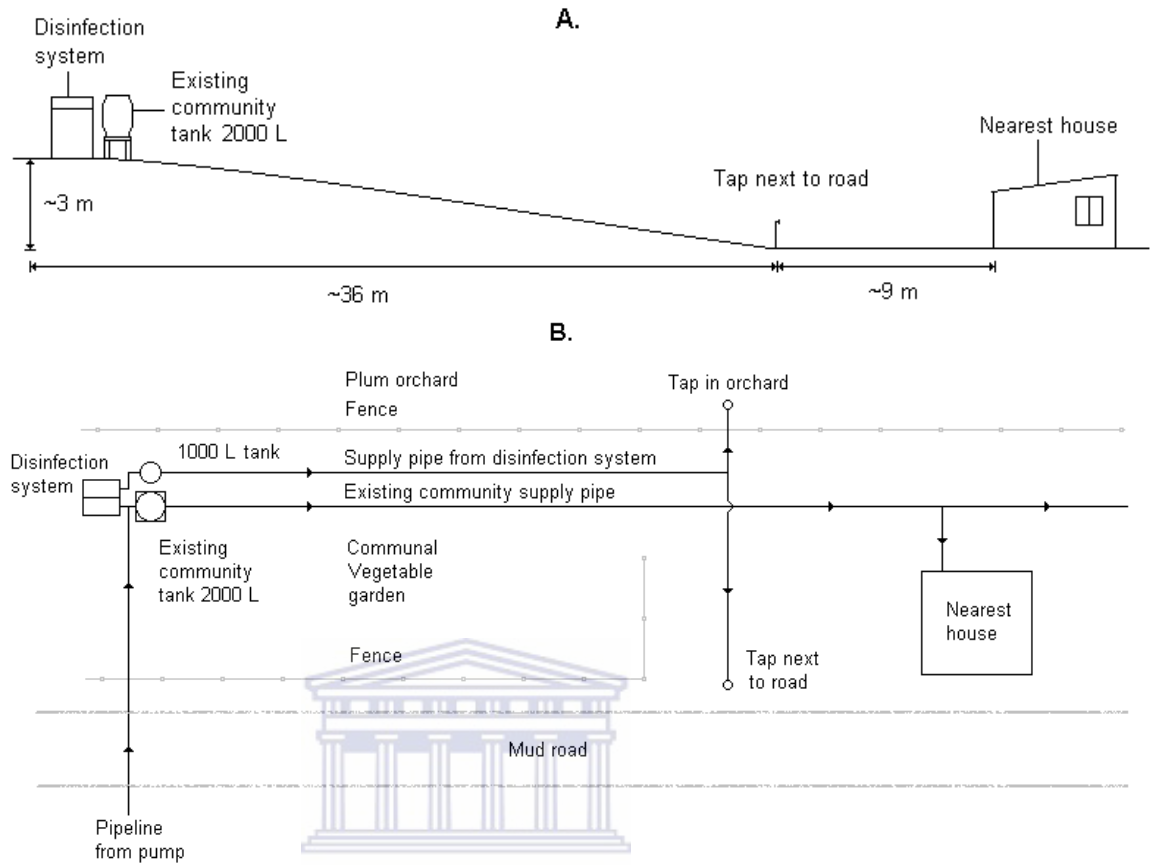 A.
Disinfection
system
Existing
community
tank 2000 L
Nearest house
Tap next to road
~3 m
~36 m
~9 m
B.
Plum orchard
Fence
Tap in orchard
1000 L tank
Disinfection
system
Supply pipe from disinfection system
Existing community supply pipe
Existing
community
tank 2000 L
Communal
Vegetable
garden
Nearest
house
Fence
Tap next
to road
Mud road
Pipeline
from pump